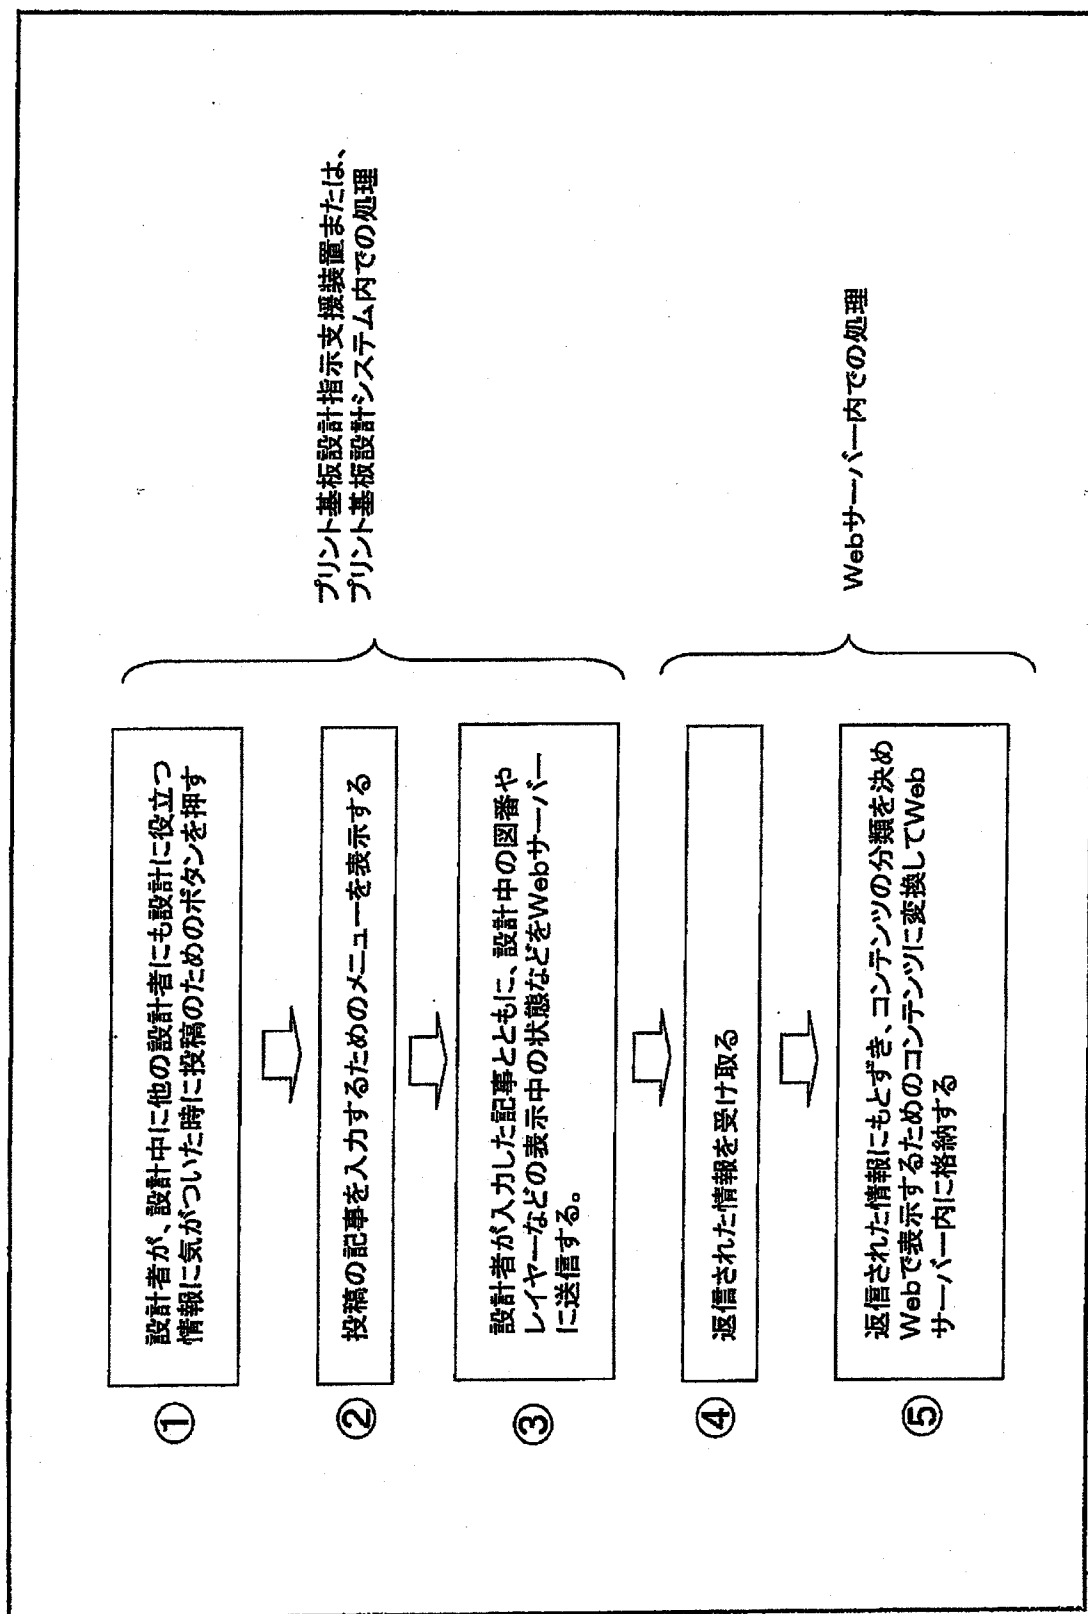 ①
設計者が、設計中に他の設計者にも設計に役立つ
情報に気がついた時に投稿のためのボタンを押す
②
投稿の記事を入力するためのメニューを表示する
③
設計者が入力した記事とともに、設計中の図番や
レイヤーなどの表示中の状態などをWebサーバー
に送信する。
プリント基板設計指示支援装置または、
プリント基板設計システム内での処理
④
返信された情報を受け取る
⑤
返信された情報にもとずき、コンテンツの分類を決め
Webで表示するためのコンテンツに変換してWeb
サーバー内に格納する
Webサーバー内での処理